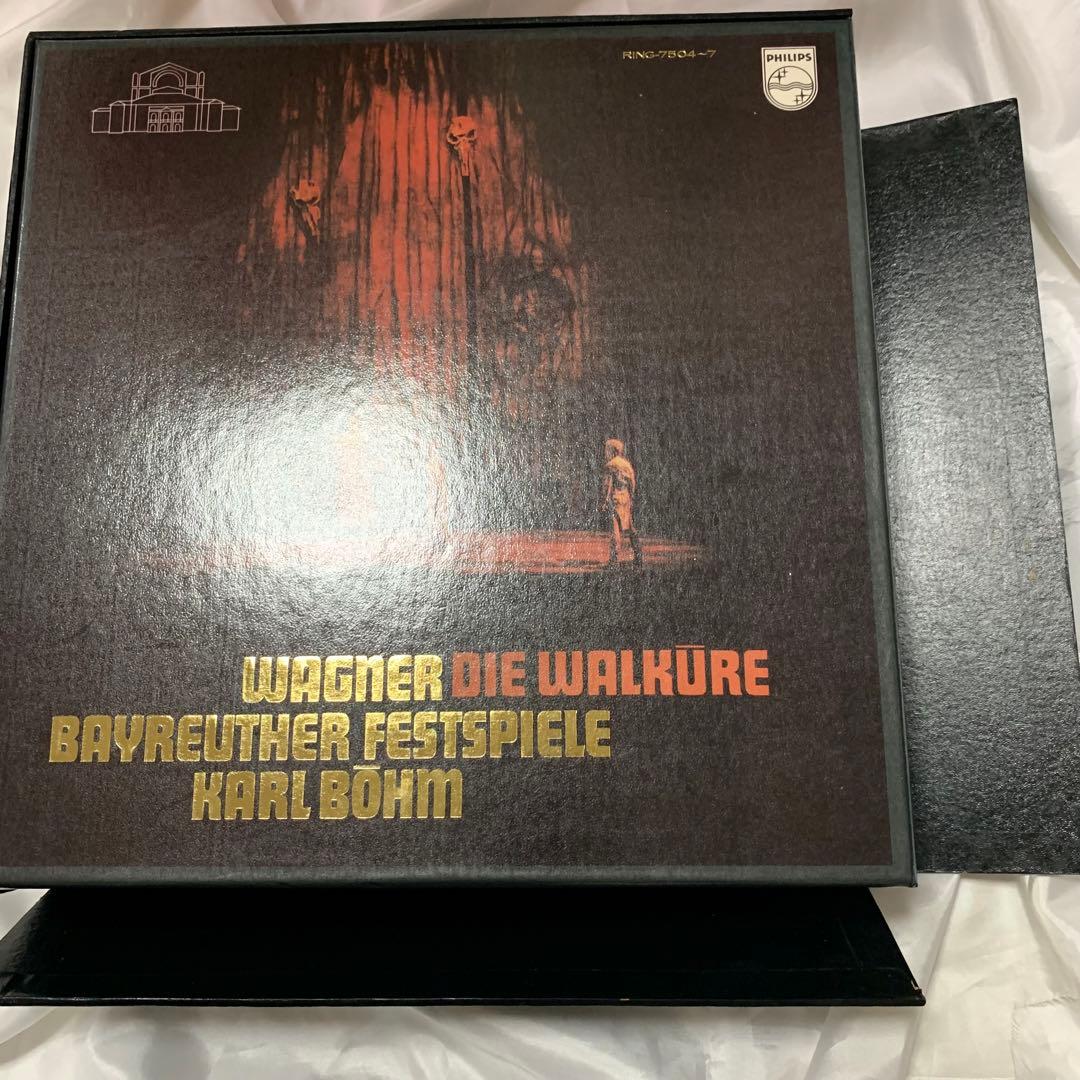 RING-7504~7
PHILIPS
WAGNER DIE WALKÜRE
BAYREUTHER FESTSPIELE
KARL BÖHM